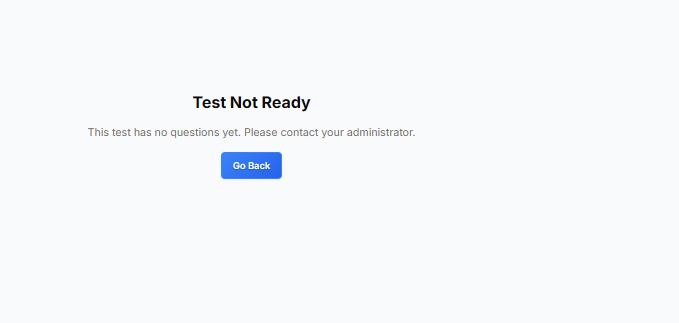 Test Not Ready
This test has no questions yet. Please contact your administrator.
Go Back